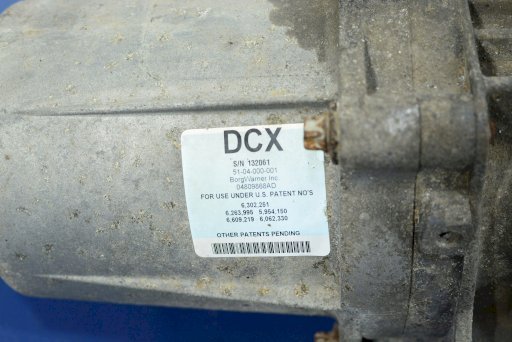 DCX
S/N 132061
51-04-000-001
BorgWarner Inc.
04809868AD
FOR USE UNDER U.S. PATENT NO'S
6,302,251
6,263,995 5,954,150
6,609,219 6,062,330
OTHER PATENTS PENDING